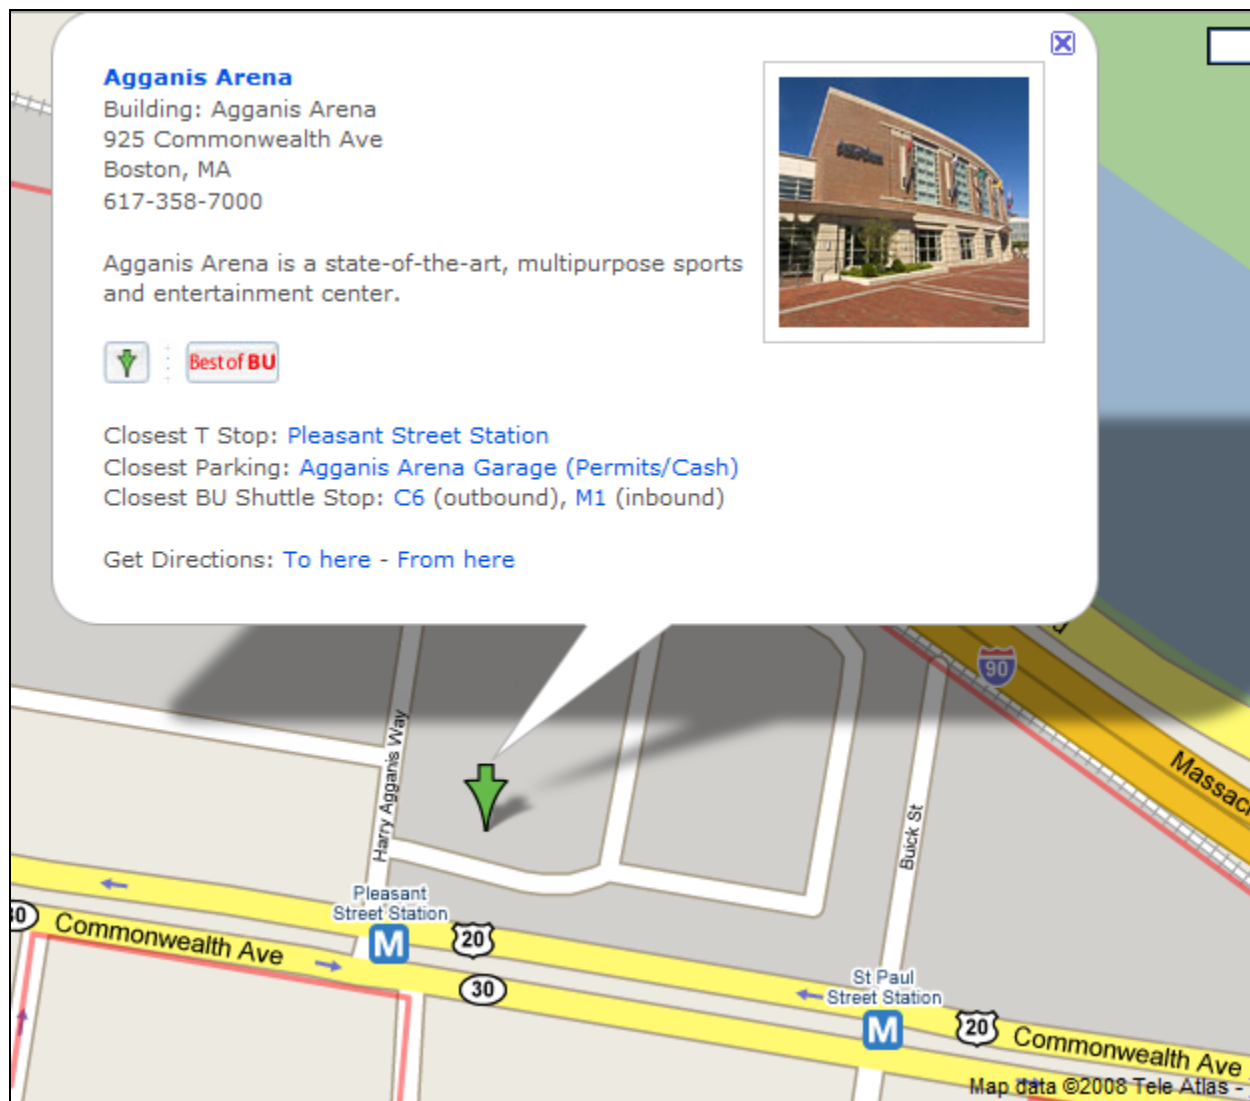 Agganis Arena
Building: Agganis Arena
925 Commonwealth Ave
Boston, MA
617-358-7000
Agganis Arena is a state-of-the-art, multipurpose sports
and entertainment center.
Best of BU
Closest T Stop: Pleasant Street Station
Closest Parking: Agganis Arena Garage (Permits/Cash)
Closest BU Shuttle Stop: C6 (outbound), M1 (inbound)
Get Directions: To here - From here
90
Massac
Harry Agganis Way
Buick St
Pleasant
Street Station
M
20
30
Commonwealth Ave
30
St Paul
Street Station
M
20
Commonwealth Ave
Map data ©2008 Tele Atlas -